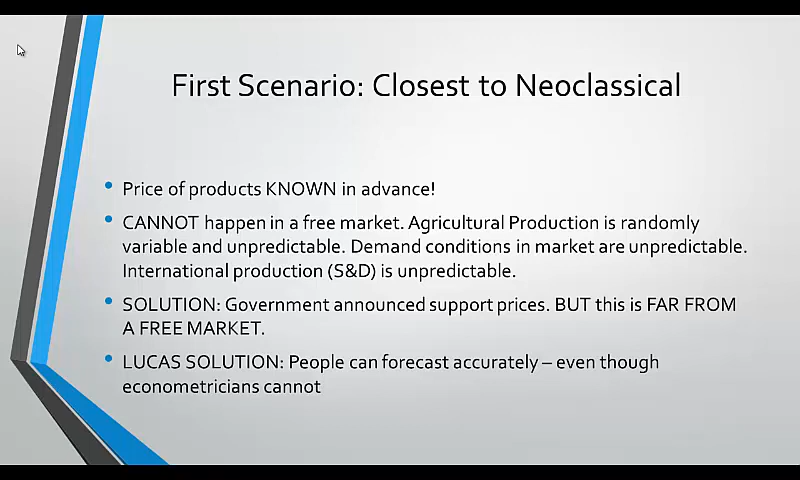 First Scenario: Closest to Neoclassical
• Price of products KNOWN in advance!
• CANNOT happen in a free market. Agricultural Production is randomly
variable and unpredictable. Demand conditions in market are unpredictable.
International production (S&D) is unpredictable.
• SOLUTION: Government announced support prices. BUT this is FAR FROM
A FREE MARKET.
• LUCAS SOLUTION: People can forecast accurately – even though
econometricians cannot